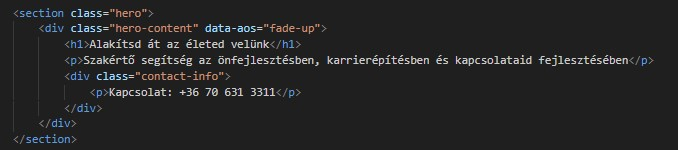 <section class="hero">
<div class="hero-content" data-aos="fade-up">
<h1>Alakítsd át az életed velünk</h1>
<p>Szakértő segítség az önfejlesztésben, karrierépítésben és kapcsolataid fejlesztésében</p>
<div class="contact-info">
<p>Kapcsolat: +36 70 631 3311</p>
</div>
</div>
</section>